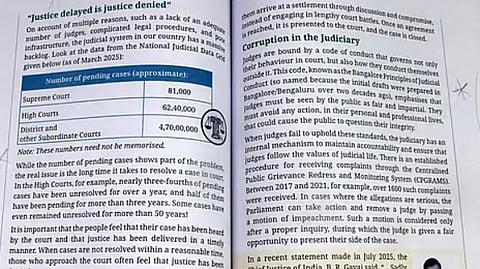 "Justice delayed is justice denied"
On account of multiple reasons, such as a lack of an adequate
number of judges, complicated legal procedures, and poor
infrastructure, the judicial system in our country has a massive
backlog. Look at the data from the National Judicial Data Grid
given below (as of March 2025):
Number of pending cases (approximate):
Supreme Court 81,000
High Courts 62,40,000
District and
other Subordinate Courts 4,70,00,000
Note: These numbers need not be memorised.
While the number of pending cases shows part of the problem,
the real issue is the long time it takes to resolve a case in court.
In the High Courts, for example, nearly three-fourths of pending
cases have been unresolved for over a year, and half of them
have been pending for more than three years. Some cases have
even remained unresolved for more than 50 years!
It is important that the people feel that their case has been heard
by the court and that justice has been delivered in a timely
manner. When cases are not resolved within a reasonable time,
those who approach the court often feel that justice has been
them arrive at a settlement through discussion and compromise,
instead of engaging in lengthy court battles. Once an agreement
is reached, it is presented to the court, and the case is closed.
Corruption in the Judiciary
Judges are bound by a code of conduct that governs not only
their behaviour in court, but also how they conduct themselves
outside it. This code, known as the Bangalore Principles of Judicial
Conduct (so named because the initial drafts were prepared in
Bangalore/Bengaluru over two decades ago), emphasises that
judges must be seen by the public as fair and impartial. They
must avoid any action, in their personal and professional lives,
that could cause the public to question their integrity.
When judges fail to uphold these standards, the judiciary has an
internal mechanism to maintain accountability and ensure that
judges follow the values of judicial life. There is an established
procedure for receiving complaints through the Centralised
Public Grievance Redress and Monitoring System (CPGRAMS).
Between 2017 and 2021, for example, over 1600 such complaints
were received. In cases where the allegations are serious, the
Parliament can take action and remove a judge by passing
a motion of impeachment. Such a motion is considered only
after a proper inquiry, during which the judge is given a fair
opportunity to present their side of the case.
In a recent statement made in July 2025, the
Chief Justice of India, B. R. Gavai said, "... Sadly